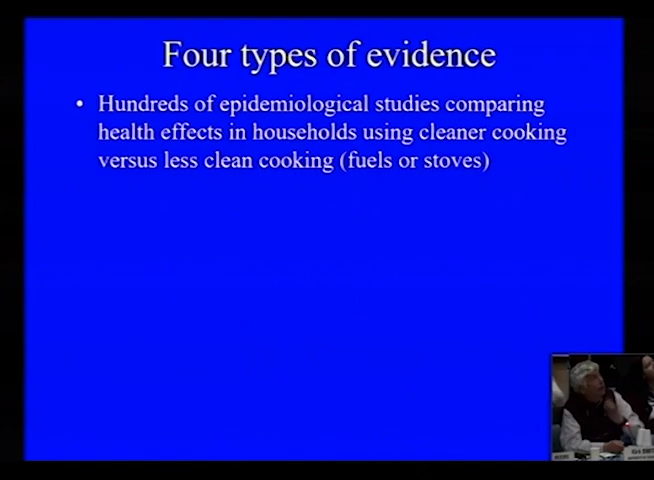 Four types of evidence
• Hundreds of epidemiological studies comparing
health effects in households using cleaner cooking
versus less clean cooking (fuels or stoves)